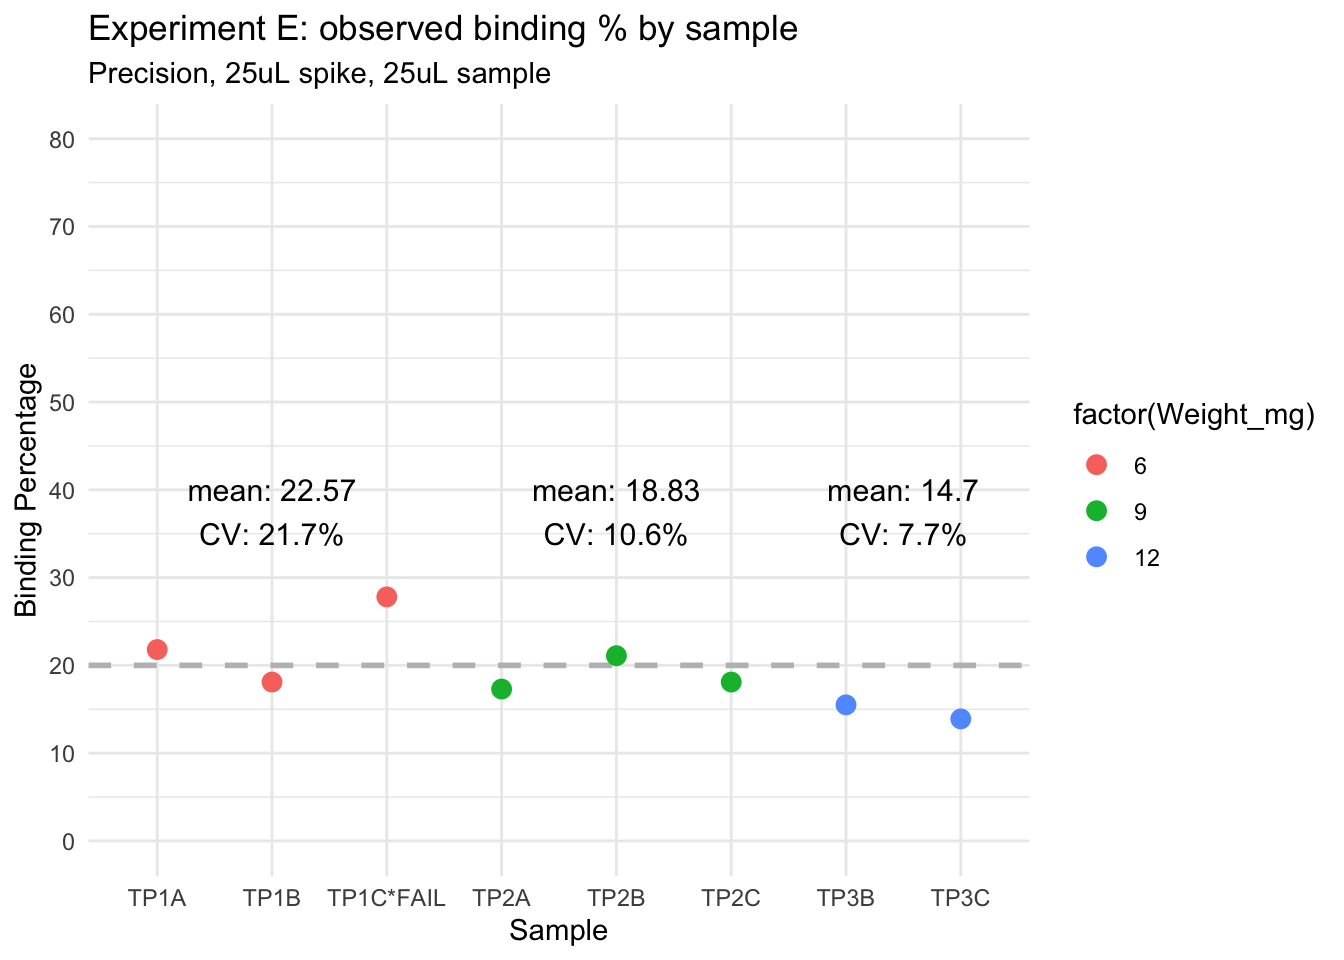 Experiment E: observed binding % by sample
Precision, 25uL spike, 25uL sample
Binding Percentage
80
70
60
50
40
30
20
10
0
mean: 22.57
CV: 21.7%
mean: 18.83
CV: 10.6%
mean: 14.7
CV: 7.7%
TP1A
TP1B
TP1C*FAIL
TP2A
TP2B
TP2C
TP3B
TP3C
Sample
factor(Weight_mg)
6
9
12